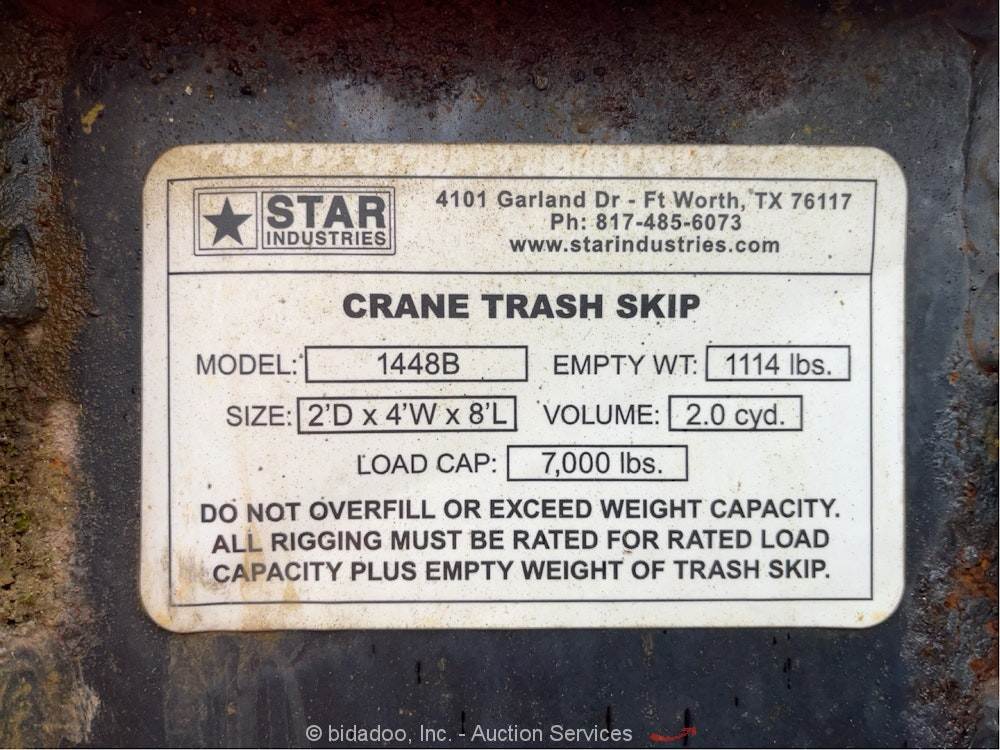 STAR
INDUSTRIES
4101 Garland Dr - Ft Worth, TX 76117
Ph: 817-485-6073
www.starindustries.com
CRANE TRASH SKIP
MODEL: 1448B EMPTY WT: 1114 lbs.
SIZE: 2'D x 4'W x 8'L VOLUME: 2.0 cyd.
LOAD CAP: 7,000 lbs.
DO NOT OVERFILL OR EXCEED WEIGHT CAPACITY.
ALL RIGGING MUST BE RATED FOR RATED LOAD
CAPACITY PLUS EMPTY WEIGHT OF TRASH SKIP.
© bidadoo, Inc. - Auction Services